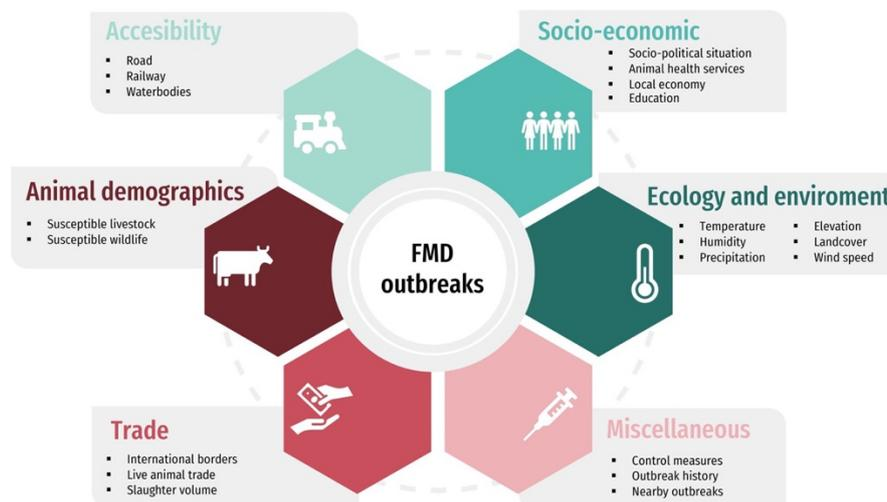 Accesibility
Road
Railway
Waterbodies
Socio-economic
Socio-political situation
Animal health services
Local economy
Education
Animal demographics
Susceptible livestock
Susceptible wildlife
FMD
outbreaks
Ecology and enviroment
Temperature
Humidity
Precipitation
Elevation
Landcover
Wind speed
Trade
International borders
Live animal trade
Slaughter volume
Miscellaneous
Control measures
Outbreak history
Nearby outbreaks